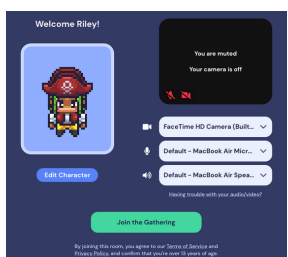 Welcome Riley!
You are muted
Your camera is off
FaceTime HD Camera (Built...
Default - MacBook Air Micr...
Edit Character
Default - MacBook Air Spea...
Having trouble with your audio/video?
Join the Gathering
By joining this room, you agree to our Terms of Service and
Privacy Policy, and confirm that you're over 13 years of age.